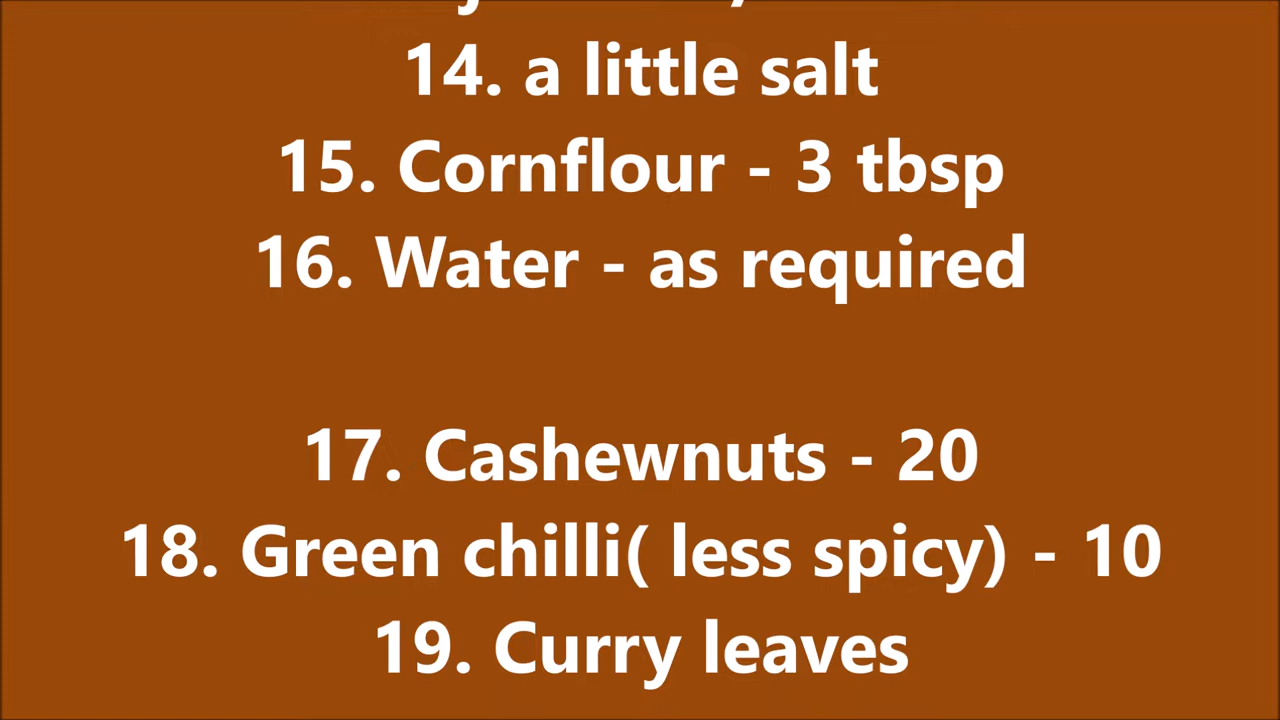 14. a little salt
15. Cornflour - 3 tbsp
16. Water - as required
17. Cashewnuts - 20
18. Green chilli( less spicy) - 10
19. Curry leaves